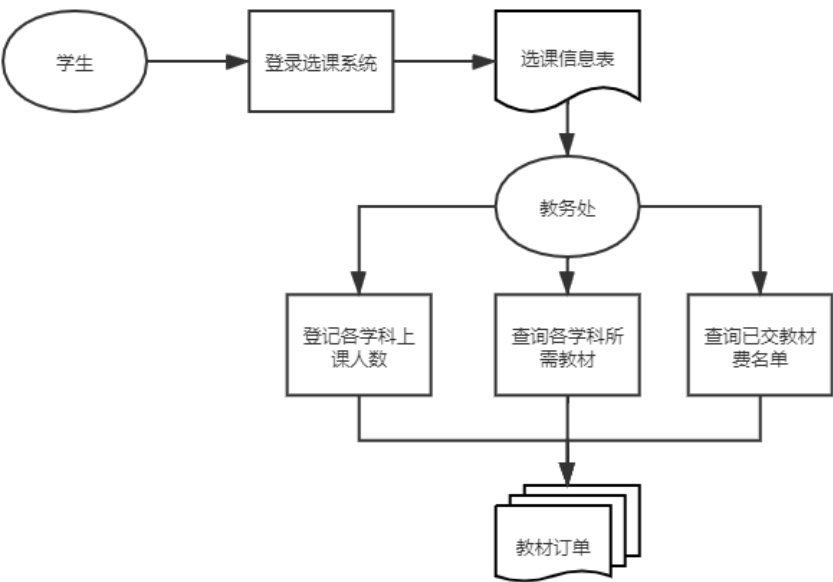 学生
登录选课系统
选课信息表
教务处
登记各学科上
课人数
查询各学科所
需教材
查询已交教材
费名单
教材订单